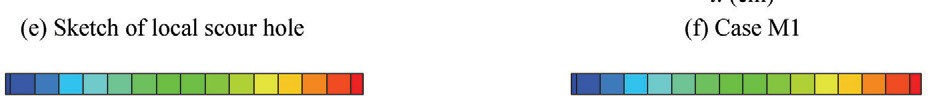 (e) Sketch of local scour hole
(f) Case M1